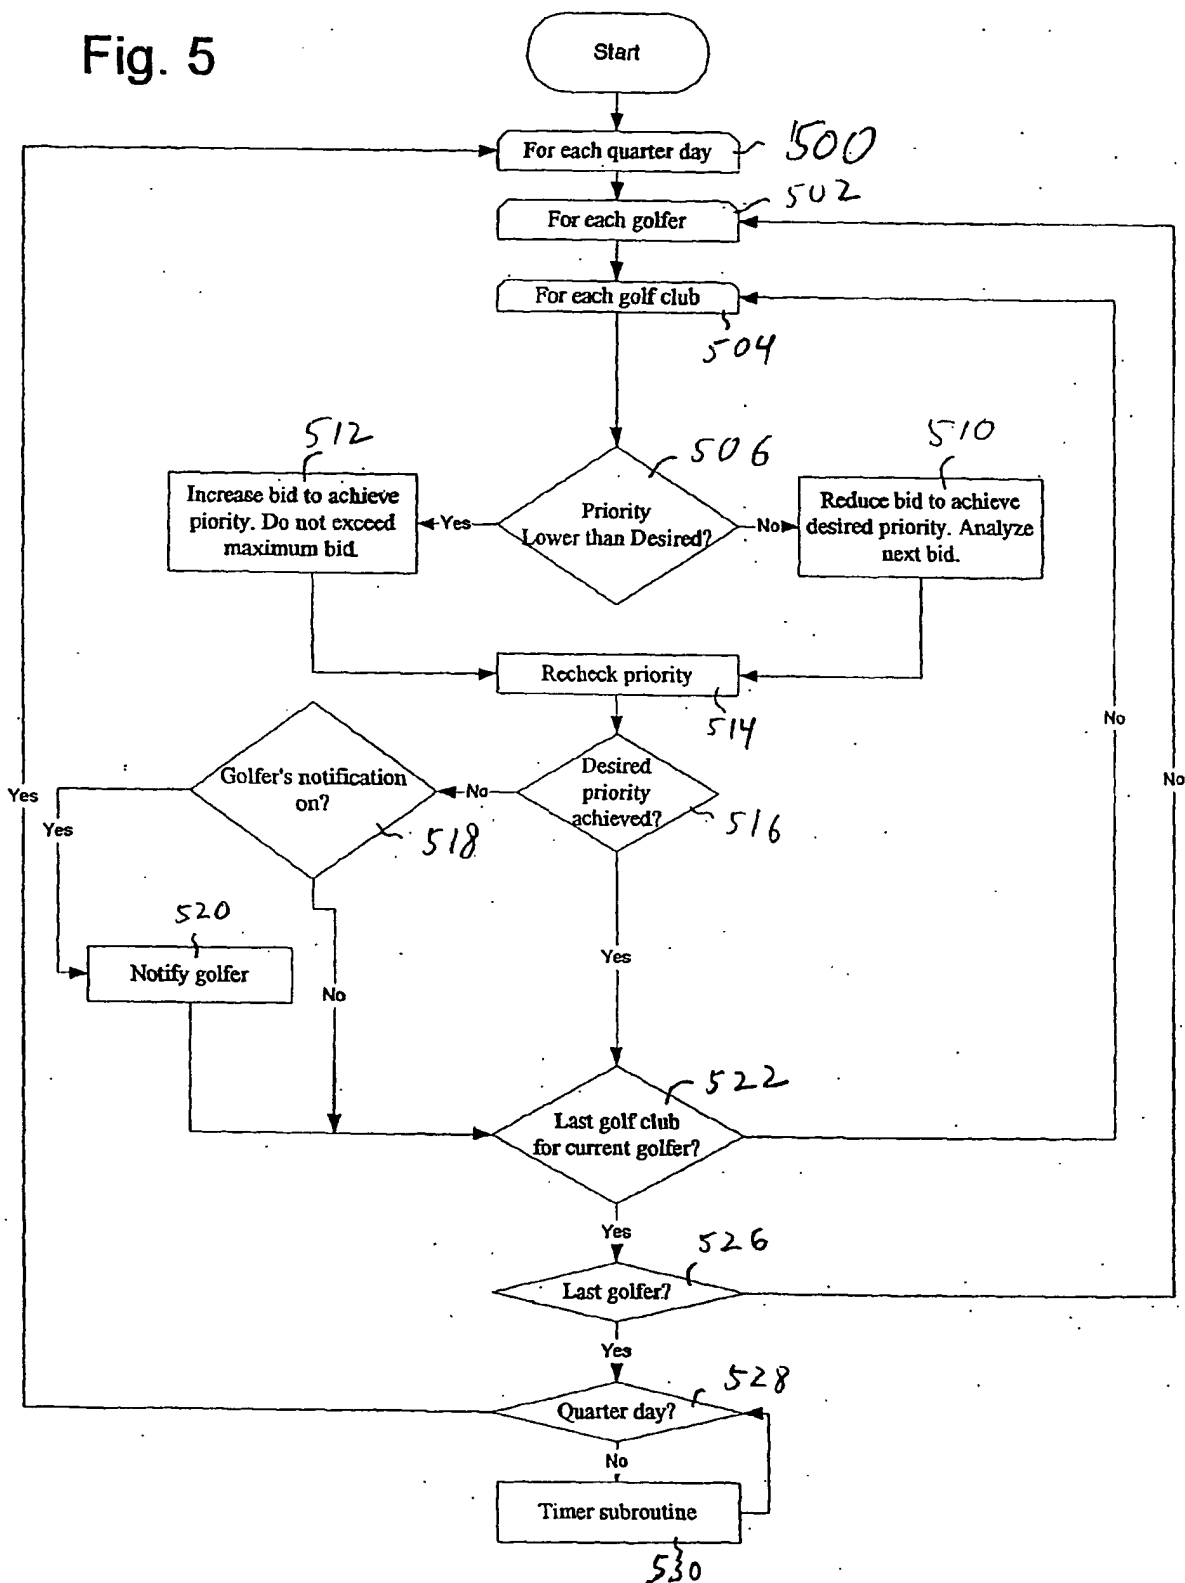 Fig. 5
Start
For each quarter day
500
502
For each golfer
For each golf club
504
512
506
510
Increase bid to achieve
piority. Do not exceed
maximum bid.
Yes
Priority
Lower than Desired?
No
Reduce bid to achieve
desired priority. Analyze
next bid.
Recheck priority
514
No
Golfer's notification
on?
518
No
Desired
priority
achieved?
516
No
Yes
Yes
520
Notify golfer
No
Yes
522
Last golf club
for current golfer?
Yes
526
Last golfer?
Yes
528
Quarter day?
No
Timer subroutine
530